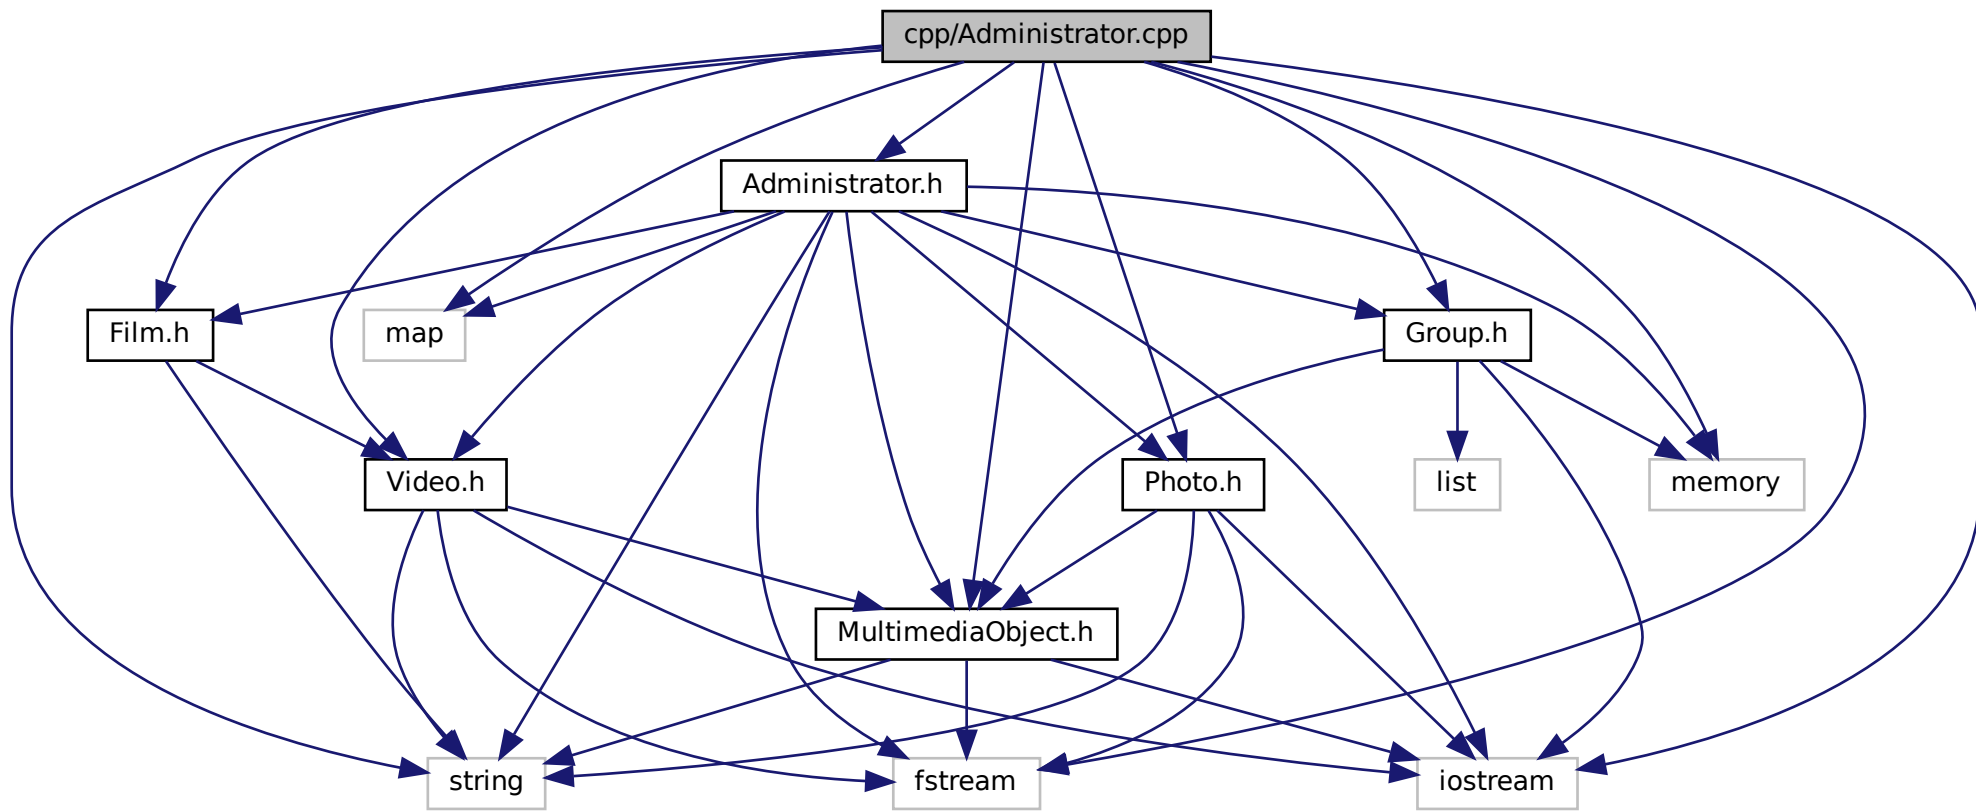 cpp/Administrator.cpp
Administrator.h
Film.h
map
Group.h
Video.h
Photo.h
list
memory
MultimediaObject.h
string
fstream
iostream